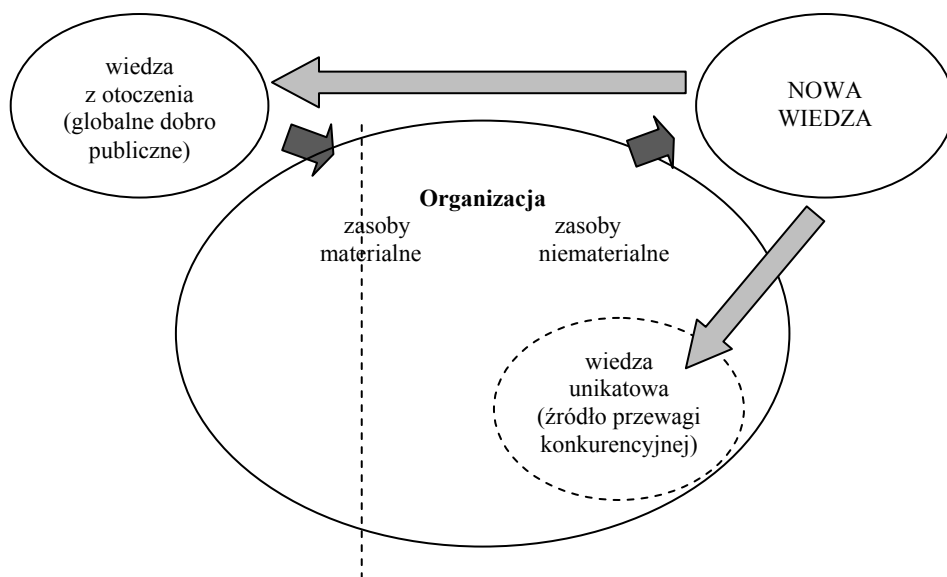 wiedza
z otoczenia
(globalne dobro
publiczne)
NOWA
WIEDZA
Organizacja
zasoby
materialne
zasoby
niematerialne
wiedza
unikatowa
(źródło przewagi
konkurencyjnej)